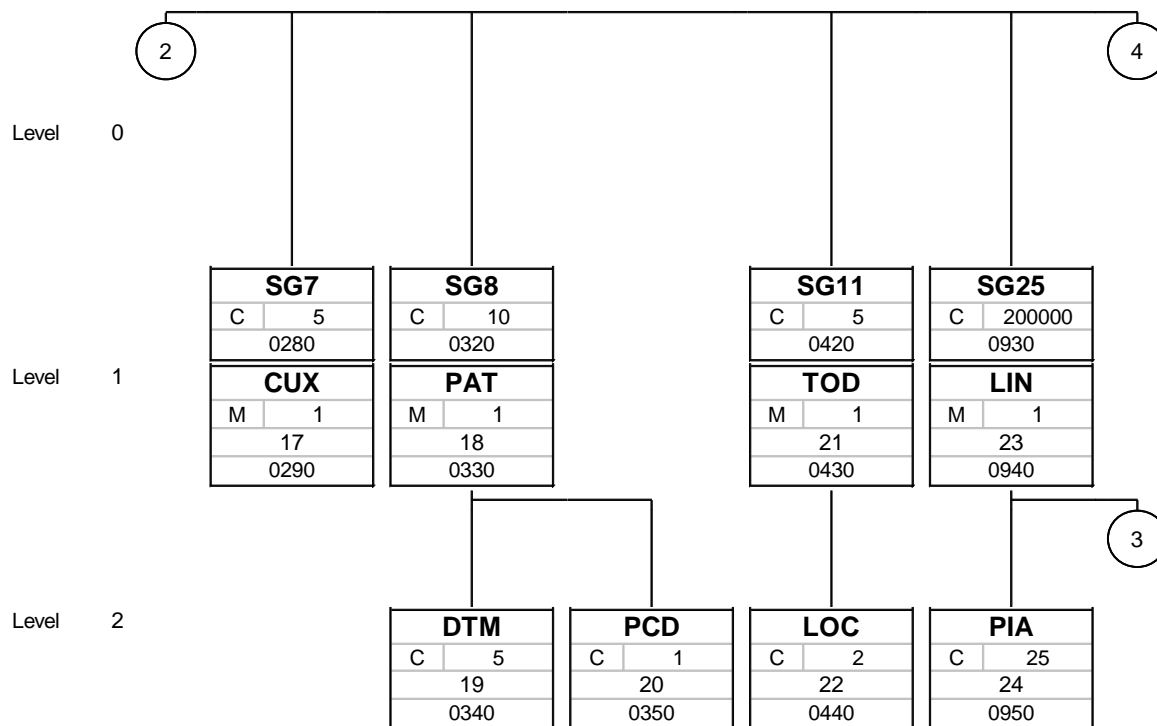 2 4
Level 0
SG7 SG8 SG11 SG25
C 5 C 10 C 5 C 200000
0280 0320 0420 0930
Level 1
CUX PAT TOD LIN
M 1 M 1 M 1 M 1
17 18 21 23
0290 0330 0430 0940
3
Level 2
DTM PCD LOC PIA
C 5 C 1 C 2 C 25
19 20 22 24
0340 0350 0440 0950